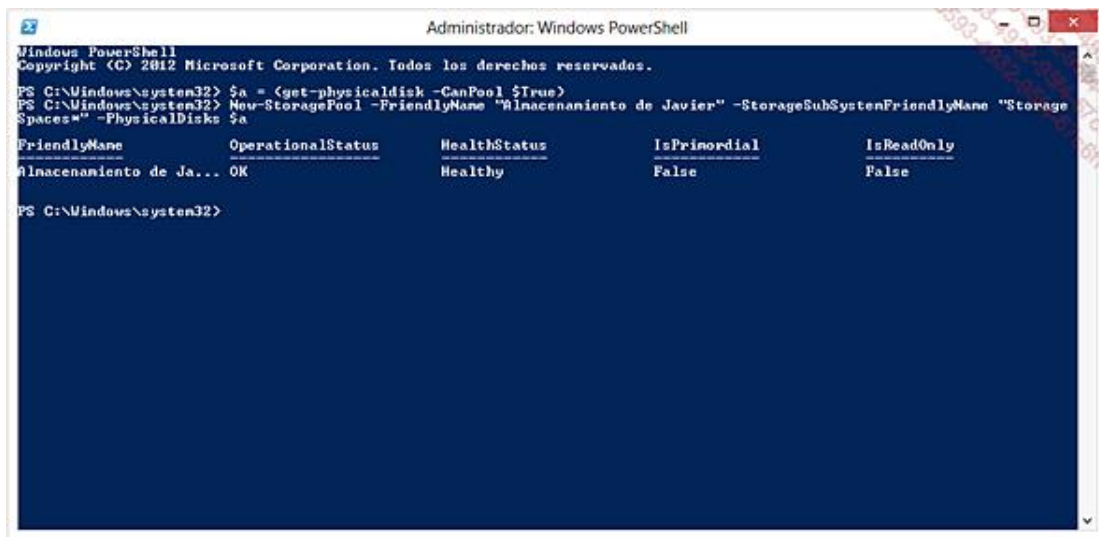 Administrador: Windows PowerShell
Windows PowerShell
Copyright (C) 2012 Microsoft Corporation. Todos los derechos reservados.
PS C:\Windows\system32> $a = (get-physicaldisk -CanPool $True)
PS C:\Windows\system32> New-StoragePool -FriendlyName "Almacenamiento de Javier" -StorageSubSystemFriendlyName "Storage
Spaces*" -PhysicalDisks $a
FriendlyName OperationalStatus HealthStatus IsPrimordial IsReadOnly
------------ ----------------- ------------ ------------ ----------
Almacenamiento de Ja... OK Healthy False False
PS C:\Windows\system32>